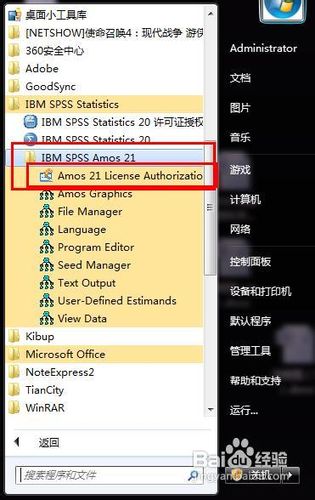 桌面小工具库
[NETSHOW]使命召唤4：现代战争 游侠
360安全中心
Adobe
GoodSync
IBM SPSS Statistics
IBM SPSS Statistics 20 许可证授权
IBM SPSS Statistics 20
IBM SPSS Amos 21
Amos 21 License Authorizatio
Amos Graphics
File Manager
Language
Program Editor
Seed Manager
Text Output
User-Defined Estimands
View Data
Kibup
Microsoft Office
NoteExpress2
TianCity
WinRAR
返回
搜索程序和文件
Administrator
文档
图片
音乐
游戏
计算机
网络
控制面板
设备和打印机
默认程序
管理工具
帮助和支持
运行...
关机
Baidu 经验
jingyan.baidu.com